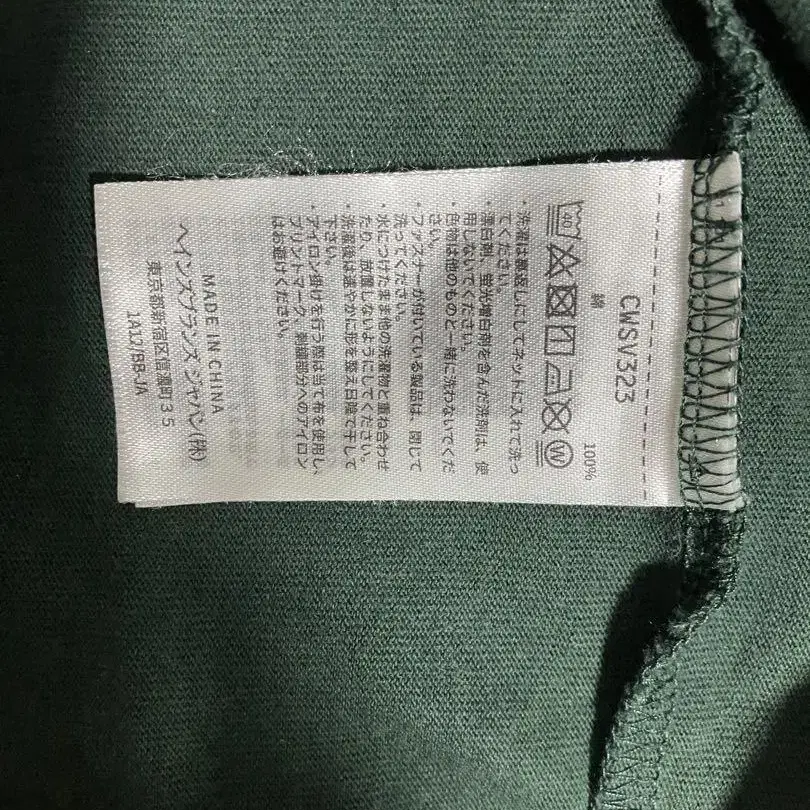 CWSV323
綿 100%
40 W
・洗濯は裏返しにしてネットに入れて洗っ
てください。
・漂白剤、蛍光増白剤を含んだ洗剤は、使
用しないでください。
・色物は他のものと一緒に洗わないでくだ
さい。
・ファスナーが付いている製品は、閉じて
洗ってください。
・水につけたまま他の洗濯物と重ね合わせ
たり、放置しないようにしてください。
・洗濯後は速やかに形を整え日陰で干して
下さい。
・アイロン掛けを行う際は当て布を使用し、
プリントマーク、刺繍部分へのアイロン
はお避けください。
MADE IN CHINA
ヘインズブランズ ジャパン(株)
東京都新宿区百人町35
1AL71BB-JA